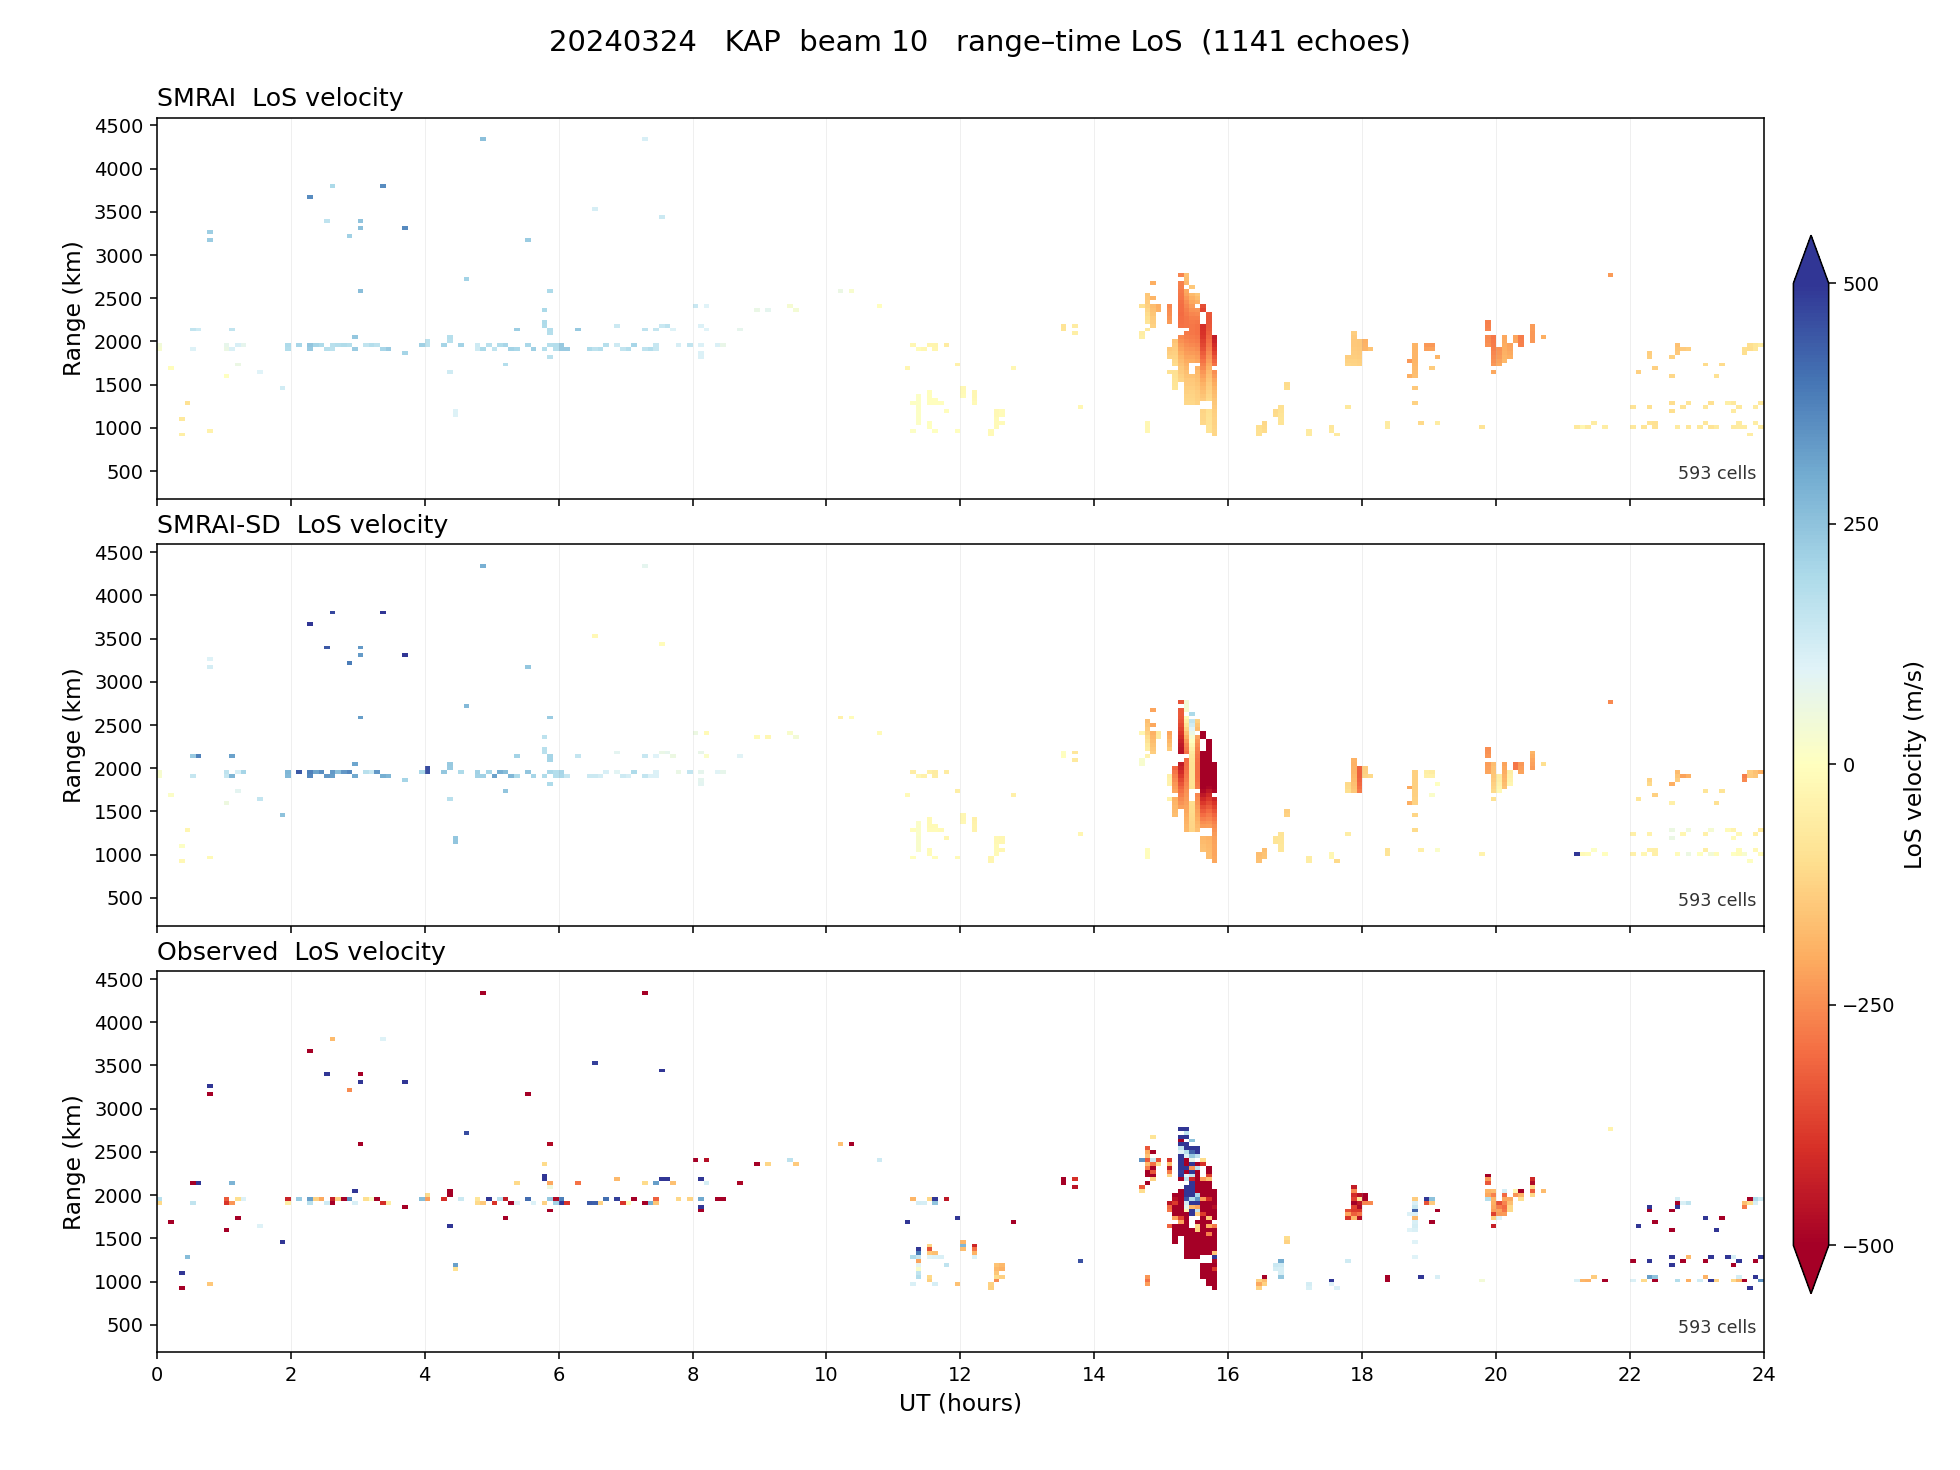 20240324   KAP  beam 10   range–time LoS  (1141 echoes)
SMRAI  LoS velocity
4500
4000
3500
3000
2500
2000
1500
1000
500
Range (km)
593 cells
SMRAI-SD  LoS velocity
4500
4000
3500
3000
2500
2000
1500
1000
500
Range (km)
593 cells
Observed  LoS velocity
4500
4000
3500
3000
2500
2000
1500
1000
500
Range (km)
593 cells
0 2 4 6 8 10 12 14 16 18 20 22 24
UT (hours)
500
250
0
−250
−500
LoS velocity (m/s)